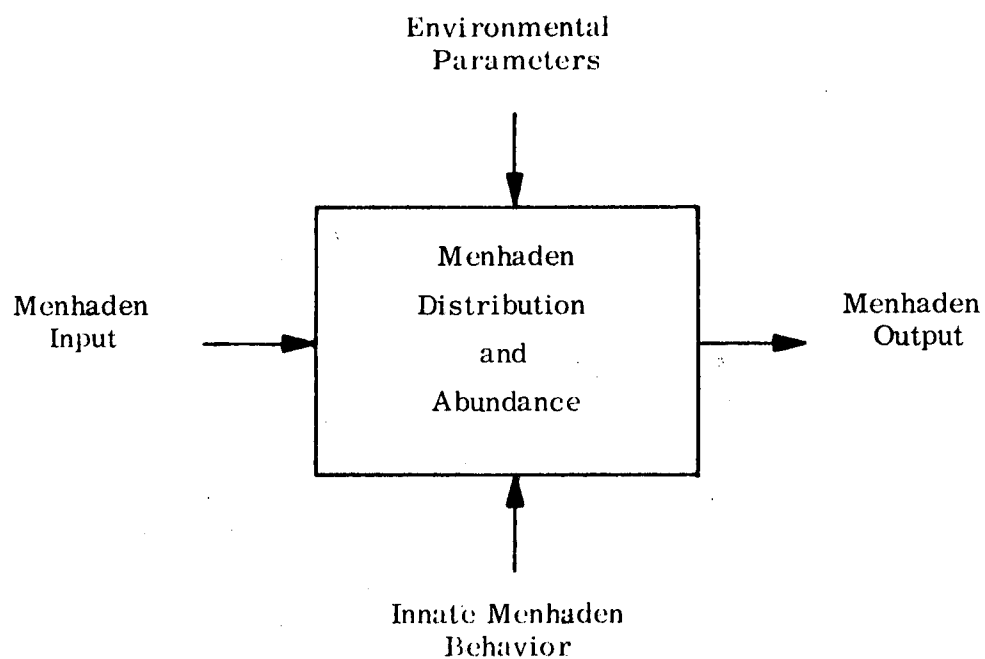 Environmental
Parameters
Menhaden
Distribution
and
Abundance
Menhaden
Input
Menhaden
Output
Innate Menhaden
Behavior